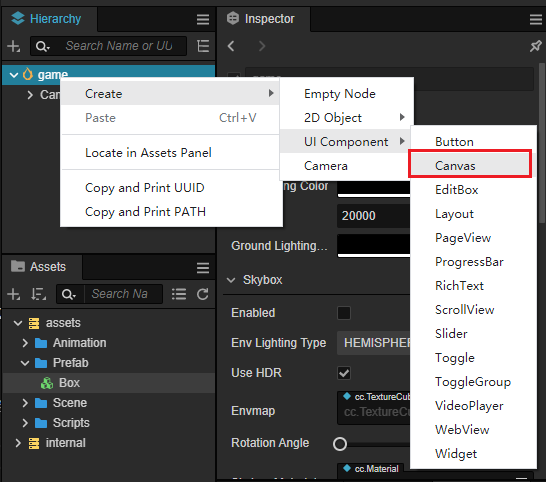 Hierarchy
Search Name or UU
game
Can
Create
Paste Ctrl+V
Locate in Assets Panel
Copy and Print UUID
Copy and Print PATH
Empty Node
2D Object
UI Component
Camera
Button
Canvas
EditBox
Layout
PageView
ProgressBar
RichText
ScrollView
Slider
Toggle
ToggleGroup
VideoPlayer
WebView
Widget
Inspector
ing Color
20000
Ground Lighting...
Skybox
Enabled
Env Lighting Type HEMISPHER
Use HDR
Envmap
cc.TextureCub
cc.TextureCu
Rotation Angle
cc.Material
Assets
Search Na
assets
Animation
Prefab
Box
Scene
Scripts
internal